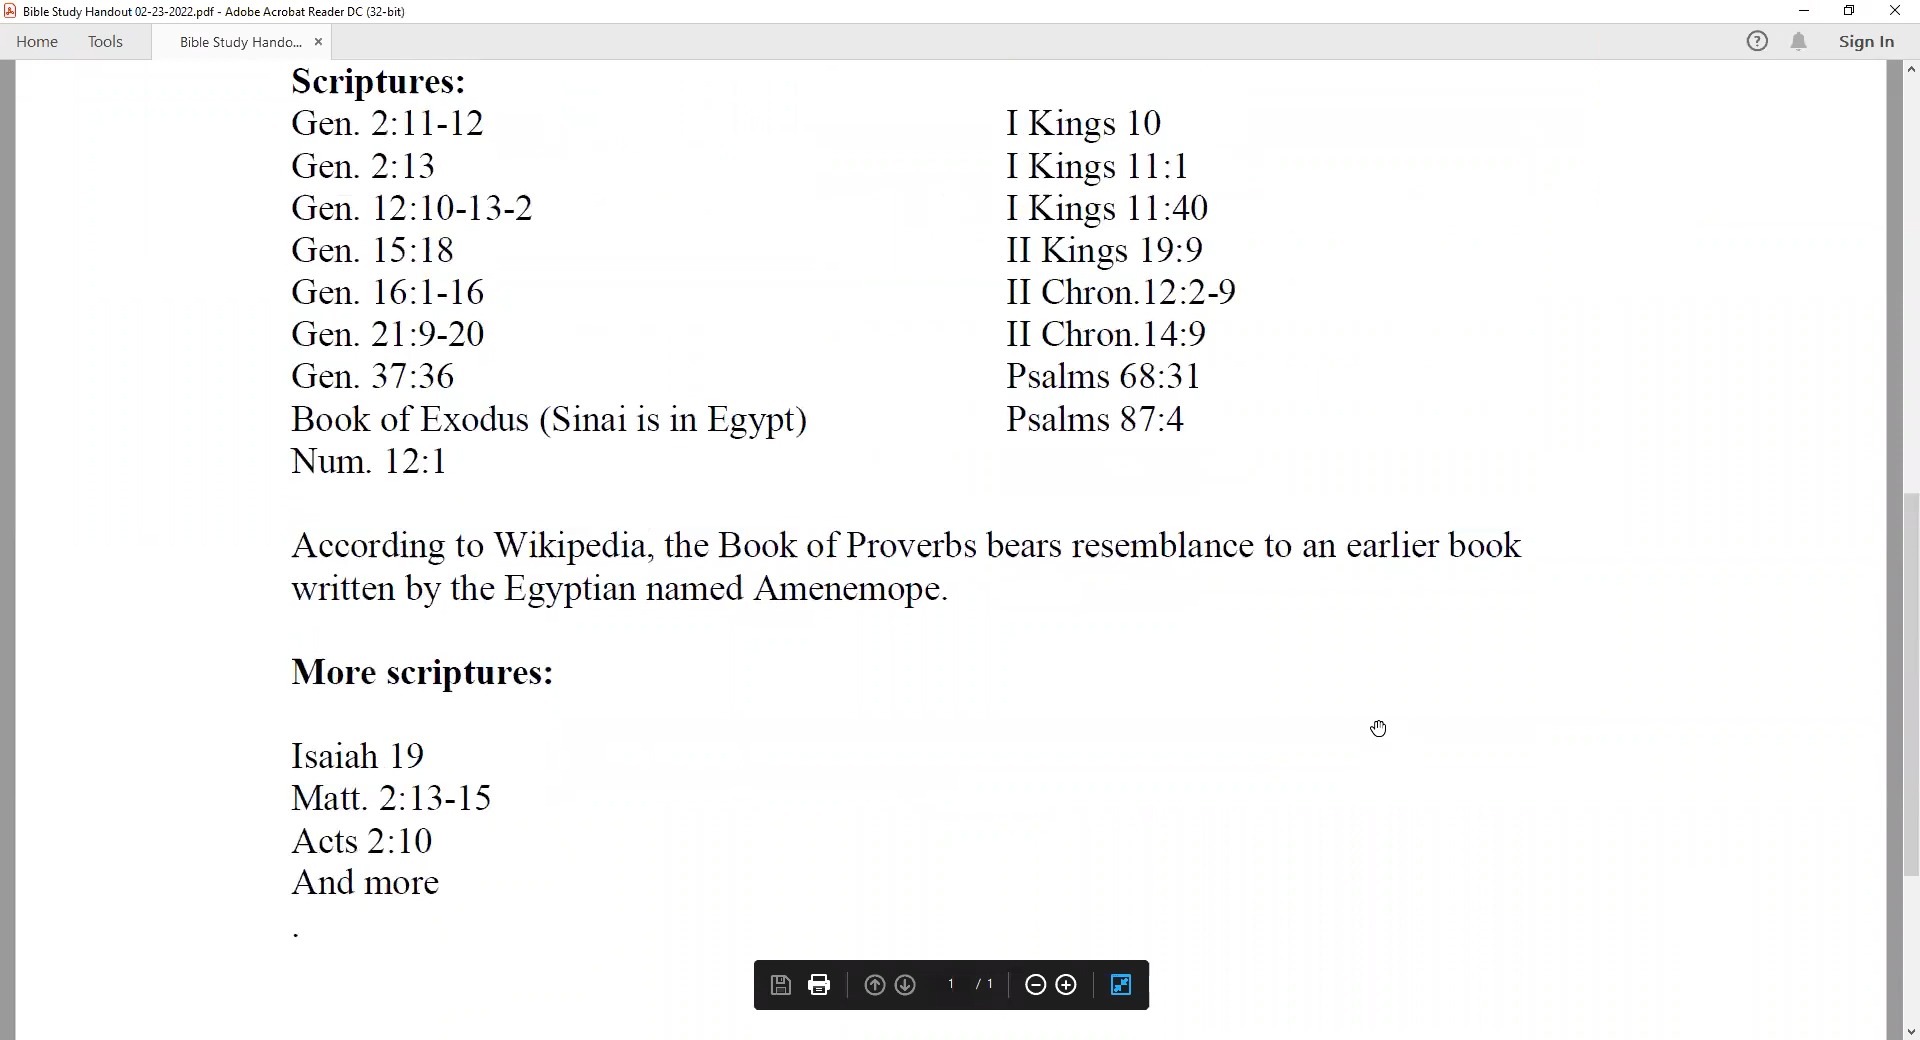 Bible Study Handout 02-23-2022.pdf - Adobe Acrobat Reader DC (32-bit)
Home Tools Bible Study Hando... Sign In
Scriptures:
Gen. 2:11-12
Gen. 2:13
Gen. 12:10-13-2
Gen. 15:18
Gen. 16:1-16
Gen. 21:9-20
Gen. 37:36
Book of Exodus (Sinai is in Egypt)
Num. 12:1
I Kings 10
I Kings 11:1
I Kings 11:40
II Kings 19:9
II Chron.12:2-9
II Chron.14:9
Psalms 68:31
Psalms 87:4
According to Wikipedia, the Book of Proverbs bears resemblance to an earlier book
written by the Egyptian named Amenemope.
More scriptures:
Isaiah 19
Matt. 2:13-15
Acts 2:10
And more
.
1 / 1